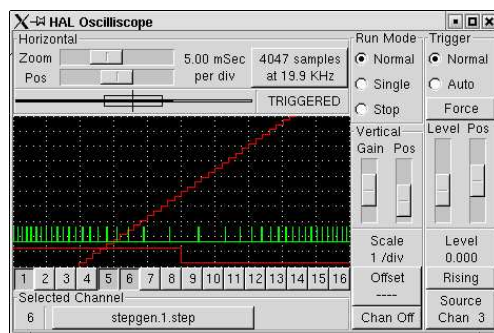 HAL Oscilliscope
Horizontal
Zoom
Pos
5.00 mSec
per div
4047 samples
at 19.9 KHz
TRIGGERED
Run Mode
Normal
Single
Stop
Trigger
Normal
Auto
Force
Vertical
Gain Pos
Level Pos
Scale
1 /div
Offset
----
Chan Off
Level
0.000
Rising
Source
Chan 3
1 2 3 4 5 6 7 8 9 10 11 12 13 14 15 16
Selected Channel
6
stepgen.1.step